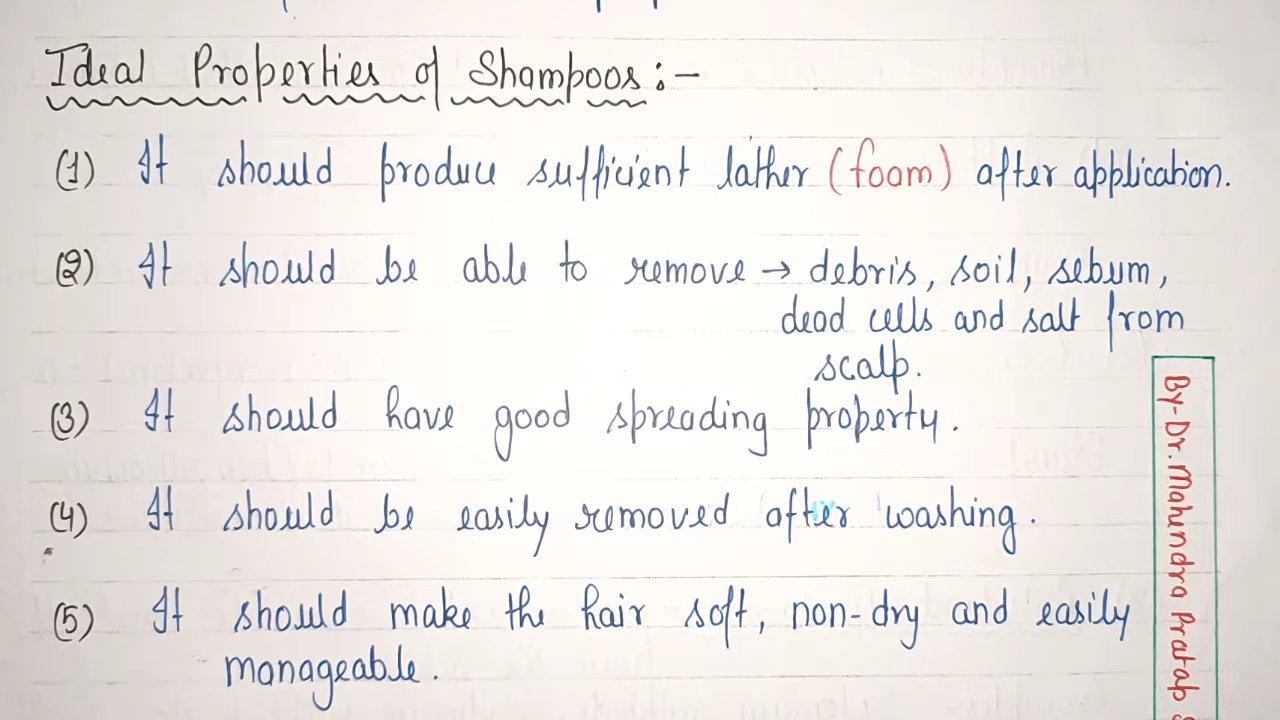 Ideal Properties of Shampoos :-
(1) It should produce sufficient lather (foam) after application.
(2) It should be able to remove → debris, soil, sebum,
dead cells and salt from
scalp.
(3) It should have good spreading property.
(4) It should be easily removed after washing.
(5) It should make the hair soft, non-dry and easily
manageable.
By-Dr. Mahendra Pratap